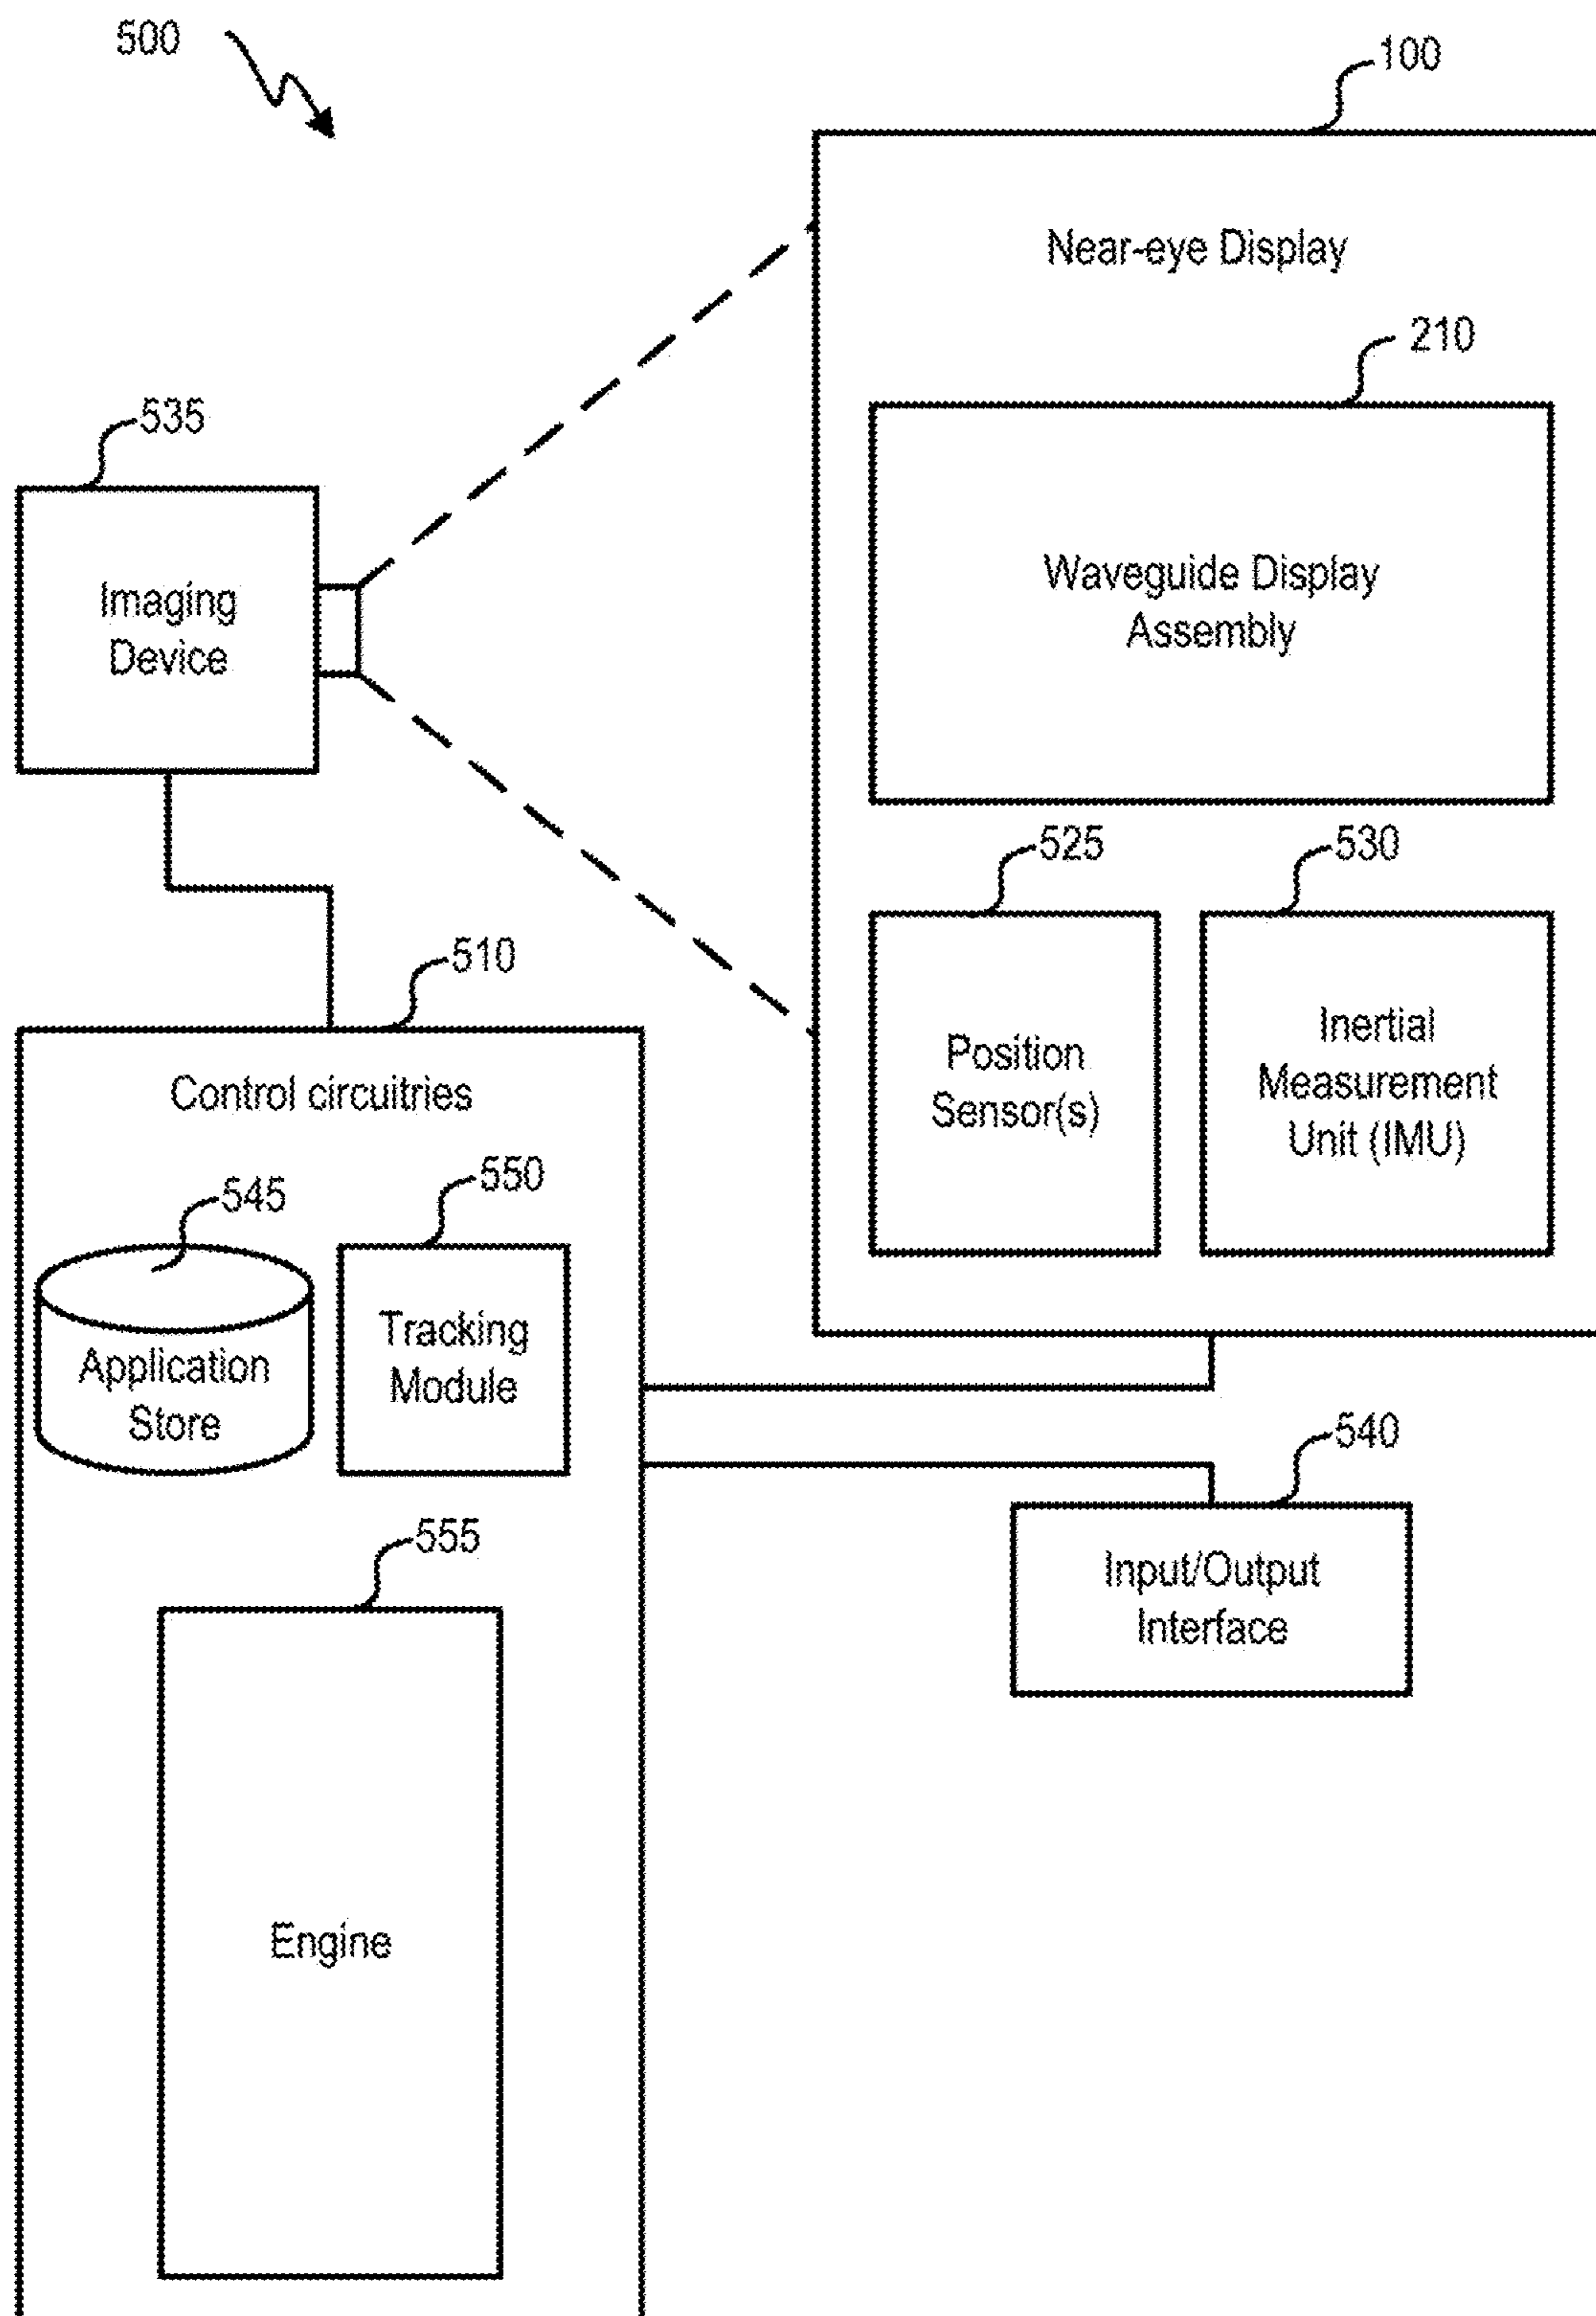 500
100
Near-eye Display
210
Waveguide Display
Assembly
535
Imaging
Device
525
530
Position
Sensor(s)
Inertial
Measurement
Unit (IMU)
510
Control circuitries
545
550
Application
Store
Tracking
Module
540
Input/Output
Interface
555
Engine